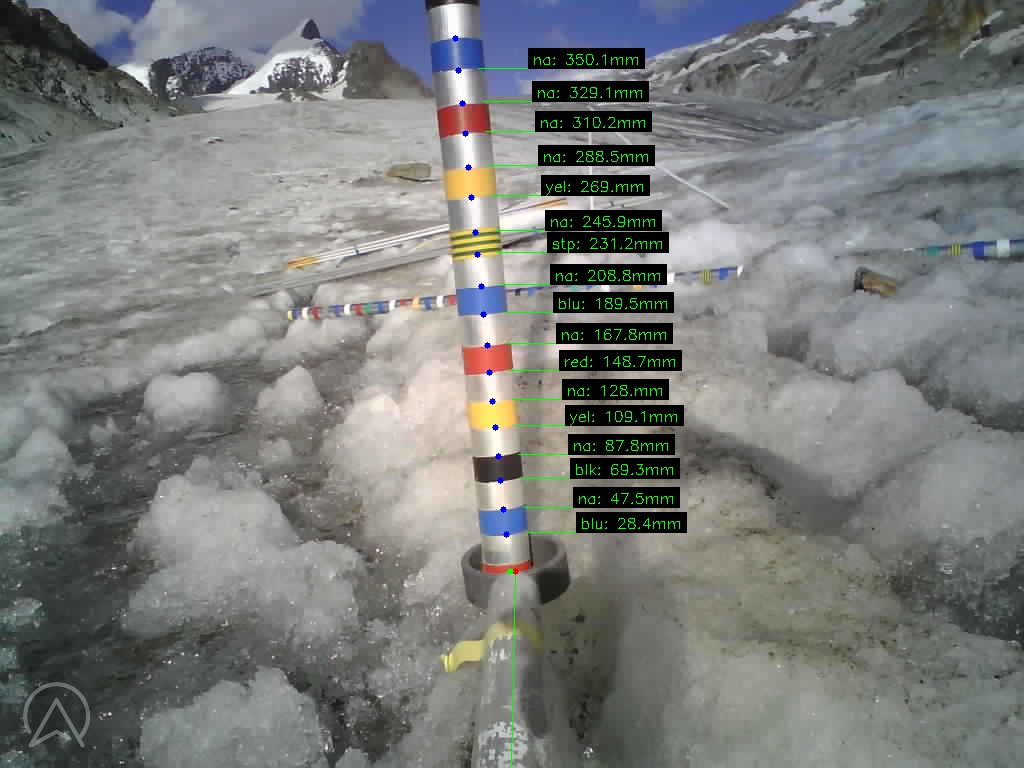 na: 350.1mm
na: 329.1mm
na: 310.2mm
na: 288.5mm
yel: 269.mm
na: 245.9mm
stp: 231.2mm
na: 208.8mm
blu: 189.5mm
na: 167.8mm
red: 148.7mm
na: 128.mm
yel: 109.1mm
na: 87.8mm
blk: 69.3mm
na: 47.5mm
blu: 28.4mm